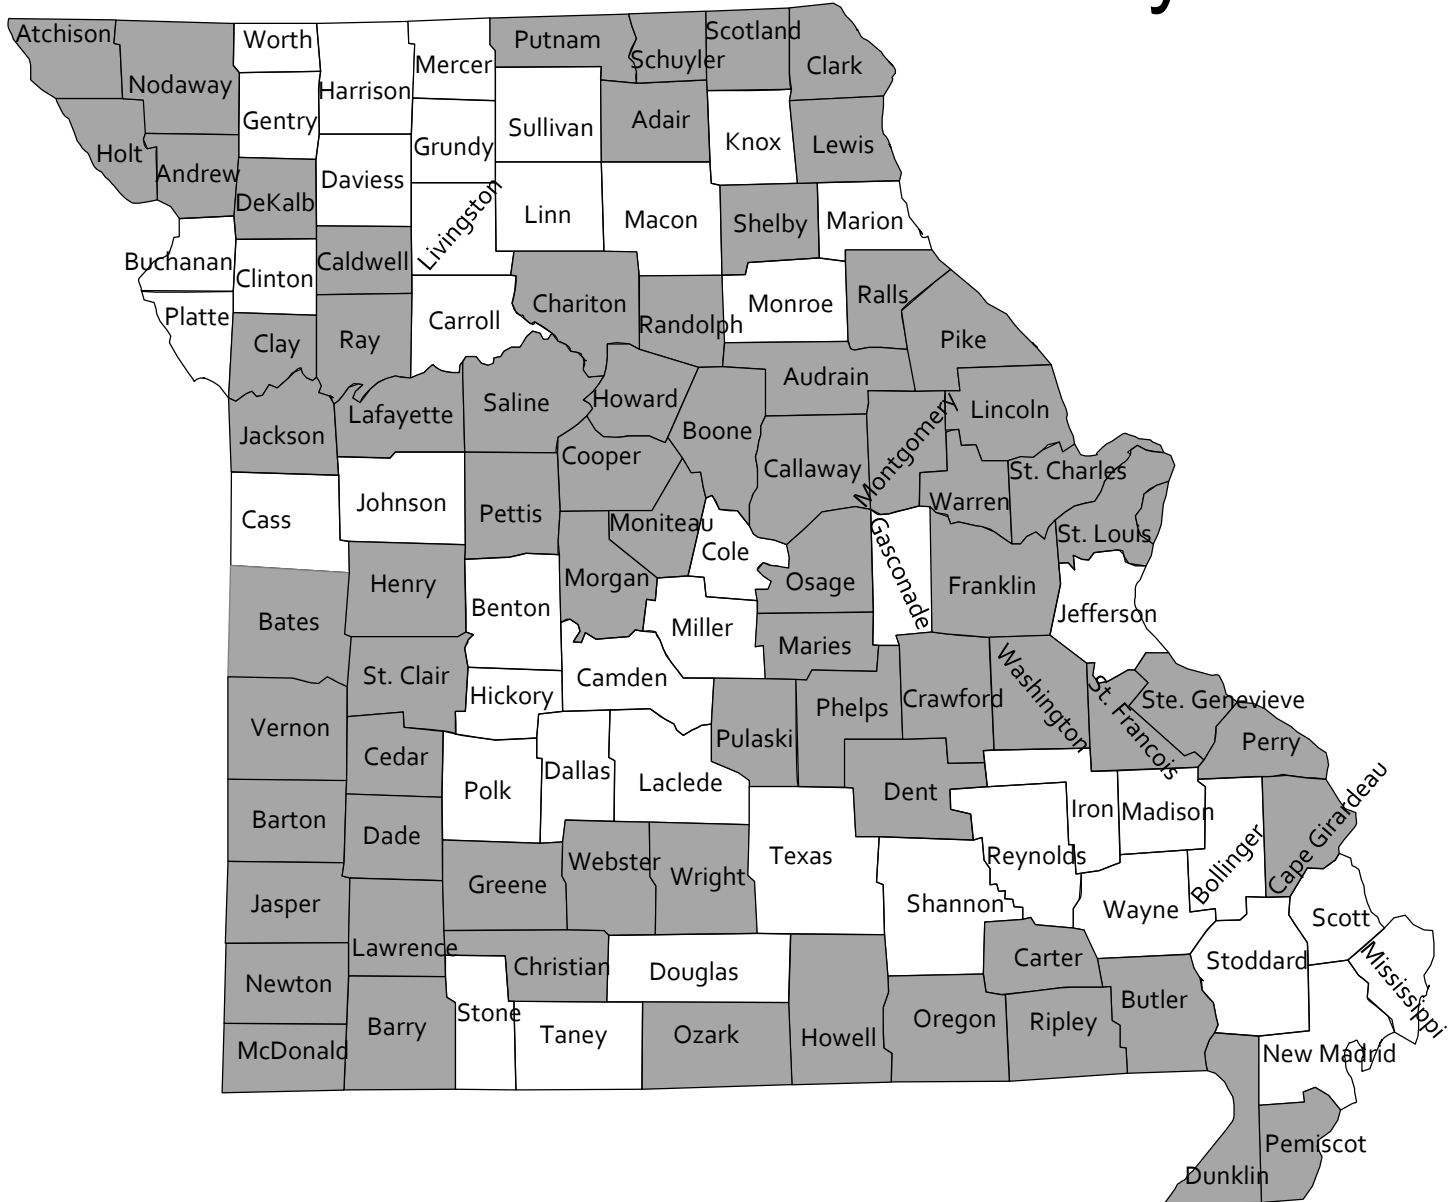 Atchison
Nodaway
Worth
Harrison
Mercer
Putnam
Schuyler
Scotland
Clark
Gentry
Grundy
Sullivan
Adair
Knox
Lewis
Holt
Andrew
DeKalb
Daviess
Livingston
Linn
Macon
Shelby
Marion
Buchanan
Clinton
Caldwell
Platte
Clay
Ray
Carroll
Chariton
Randolph
Monroe
Ralls
Pike
Audrain
Jackson
Lafayette
Saline
Howard
Boone
Callaway
Montgomery
Lincoln
Cooper
Warren
St. Charles
Cass
Johnson
Pettis
Moniteau
Cole
St. Louis
Henry
Benton
Morgan
Osage
Gasconade
Franklin
Jefferson
Bates
Miller
Maries
St. Clair
Hickory
Camden
Pulaski
Phelps
Crawford
Washington
St. Francois
Ste. Genevieve
Perry
Vernon
Cedar
Polk
Dallas
Laclede
Dent
Iron
Madison
Bollinger
Cape Girardeau
Barton
Dade
Greene
Webster
Wright
Texas
Reynolds
Shannon
Wayne
Scott
Jasper
Lawrence
Christian
Douglas
Carter
Stoddard
Mississippi
Newton
Barry
Stone
Taney
Ozark
Howell
Oregon
Ripley
Butler
New Madrid
McDonald
Pemiscot
Dunklin